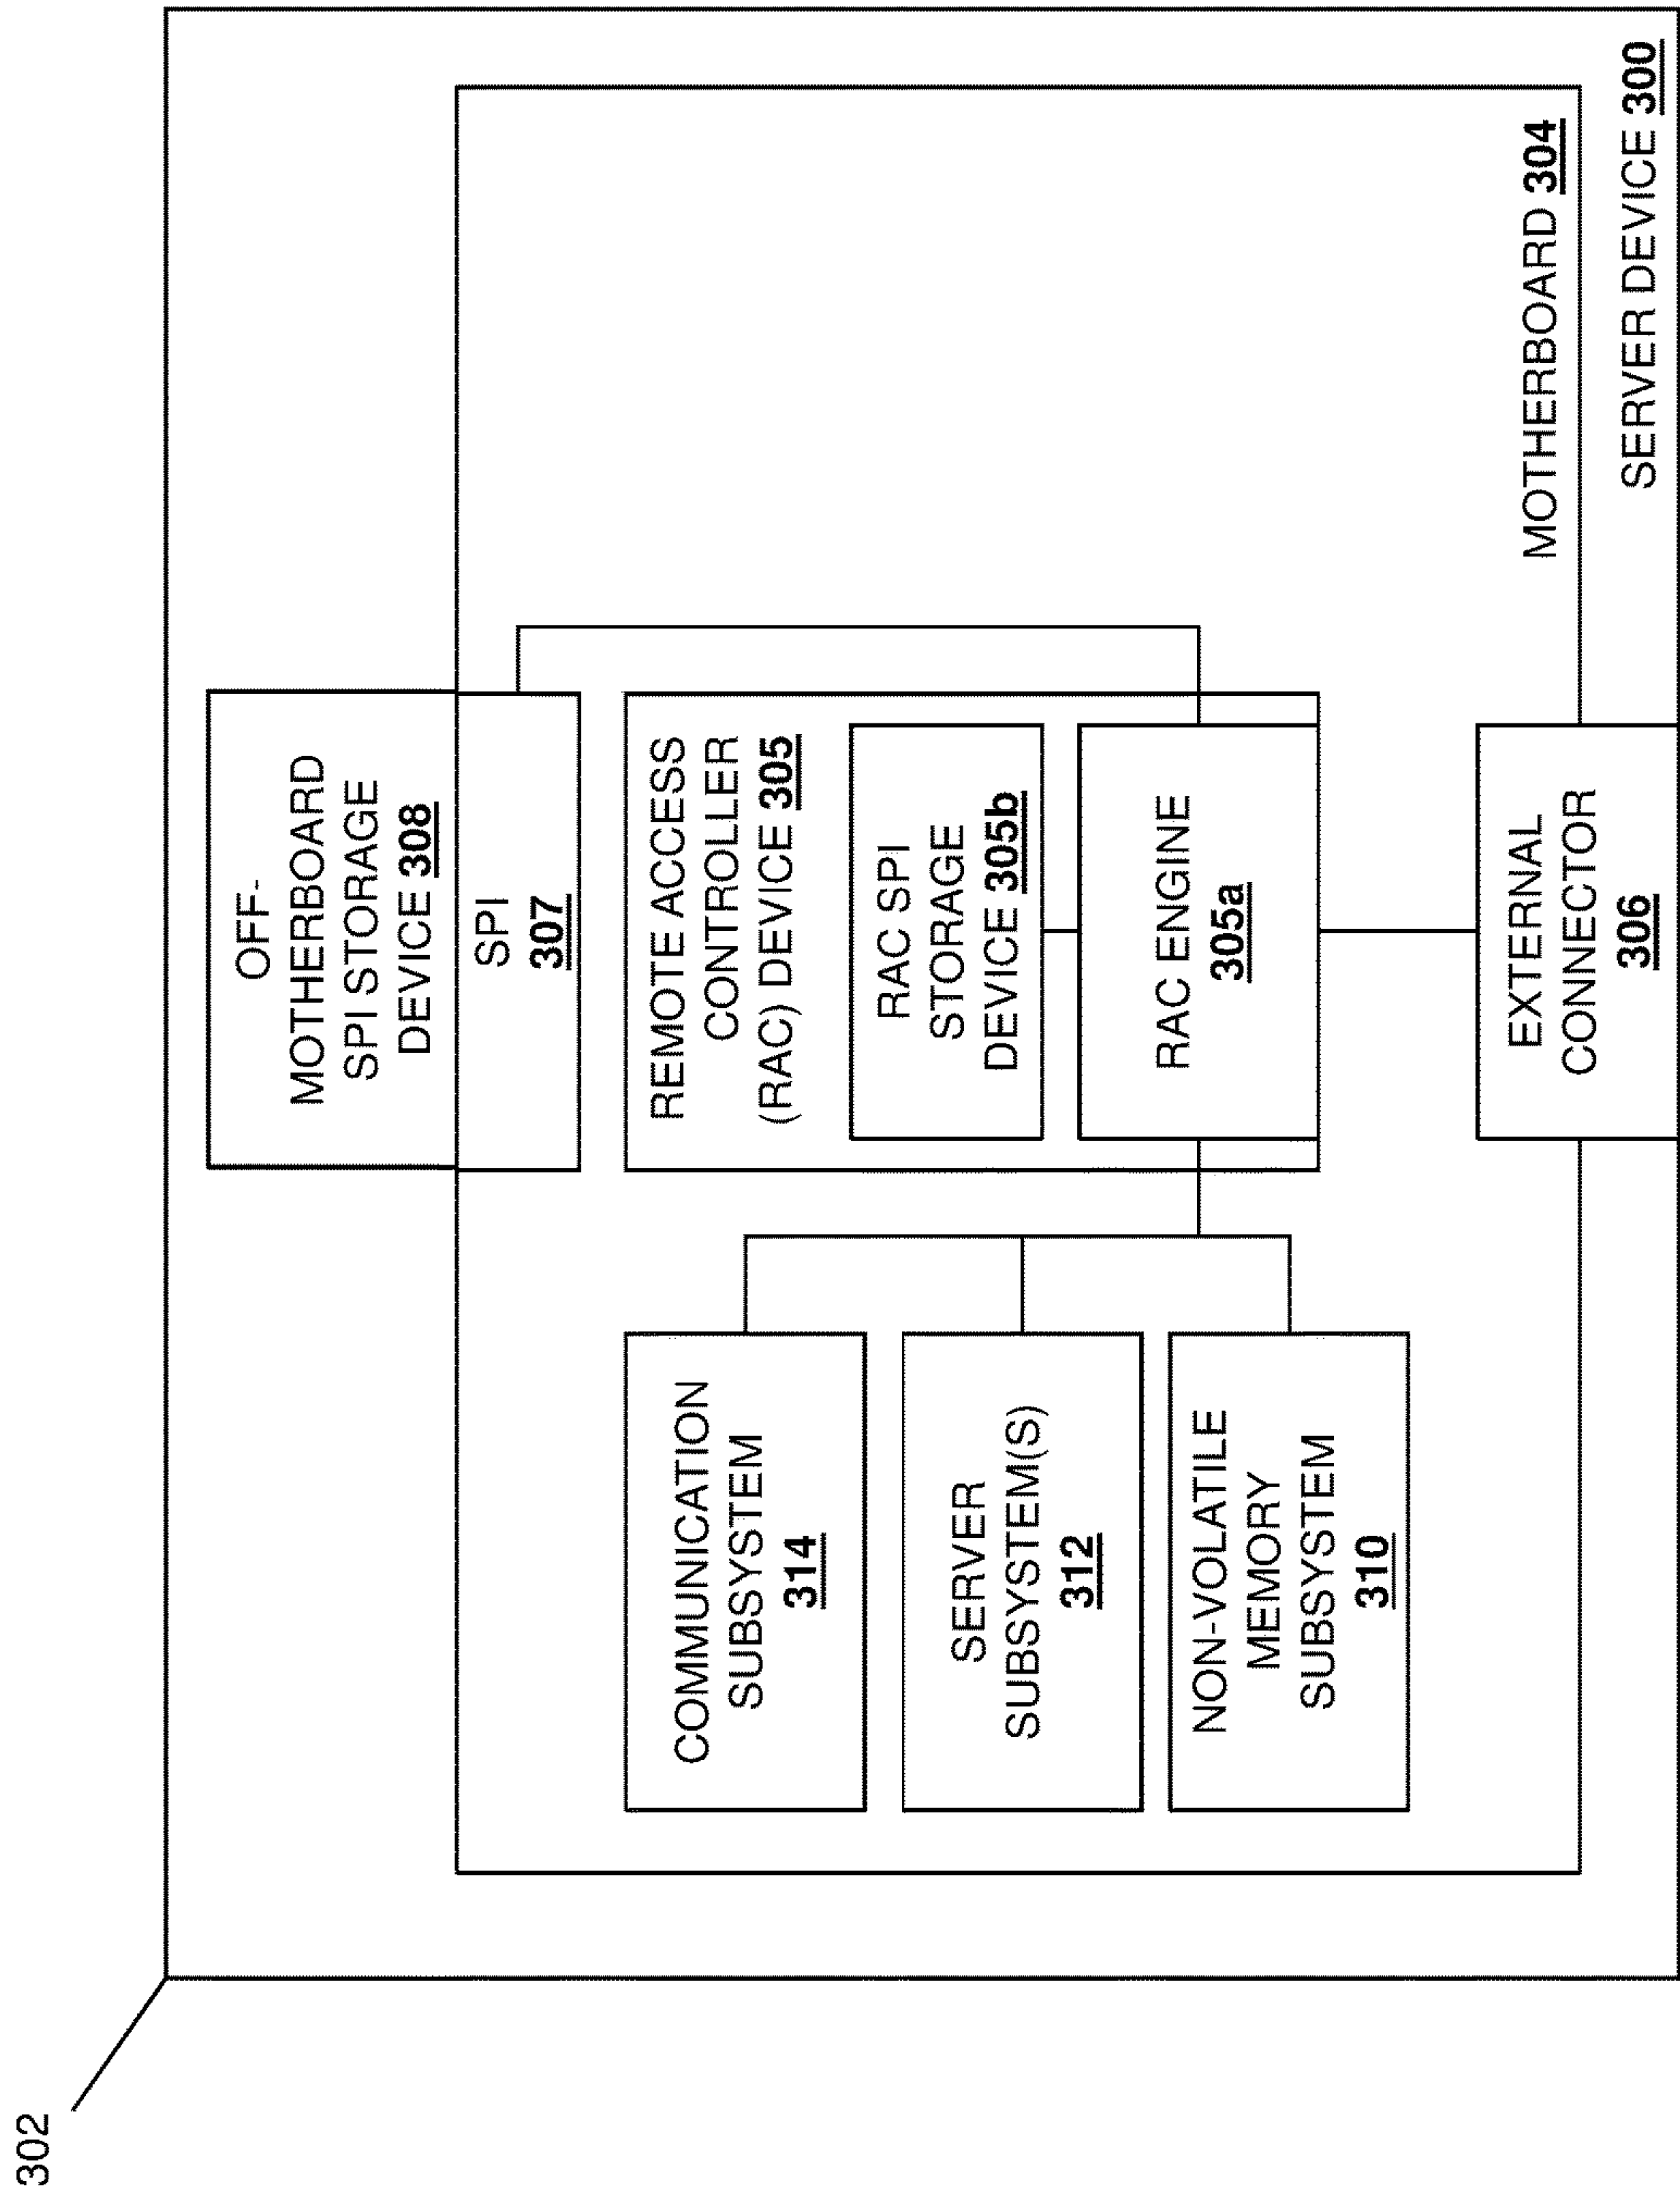 302
OFF-
MOTHERBOARD
SPI STORAGE
DEVICE 308
SPI
307
REMOTE ACCESS
CONTROLLER
(RAC) DEVICE 305
RAC SPI
STORAGE
DEVICE 305b
RAC ENGINE
305a
EXTERNAL
CONNECTOR
306
COMMUNICATION
SUBSYSTEM
314
SERVER
SUBSYSTEM(S)
312
NON-VOLATILE
MEMORY
SUBSYSTEM
310
MOTHERBOARD 304
SERVER DEVICE 300